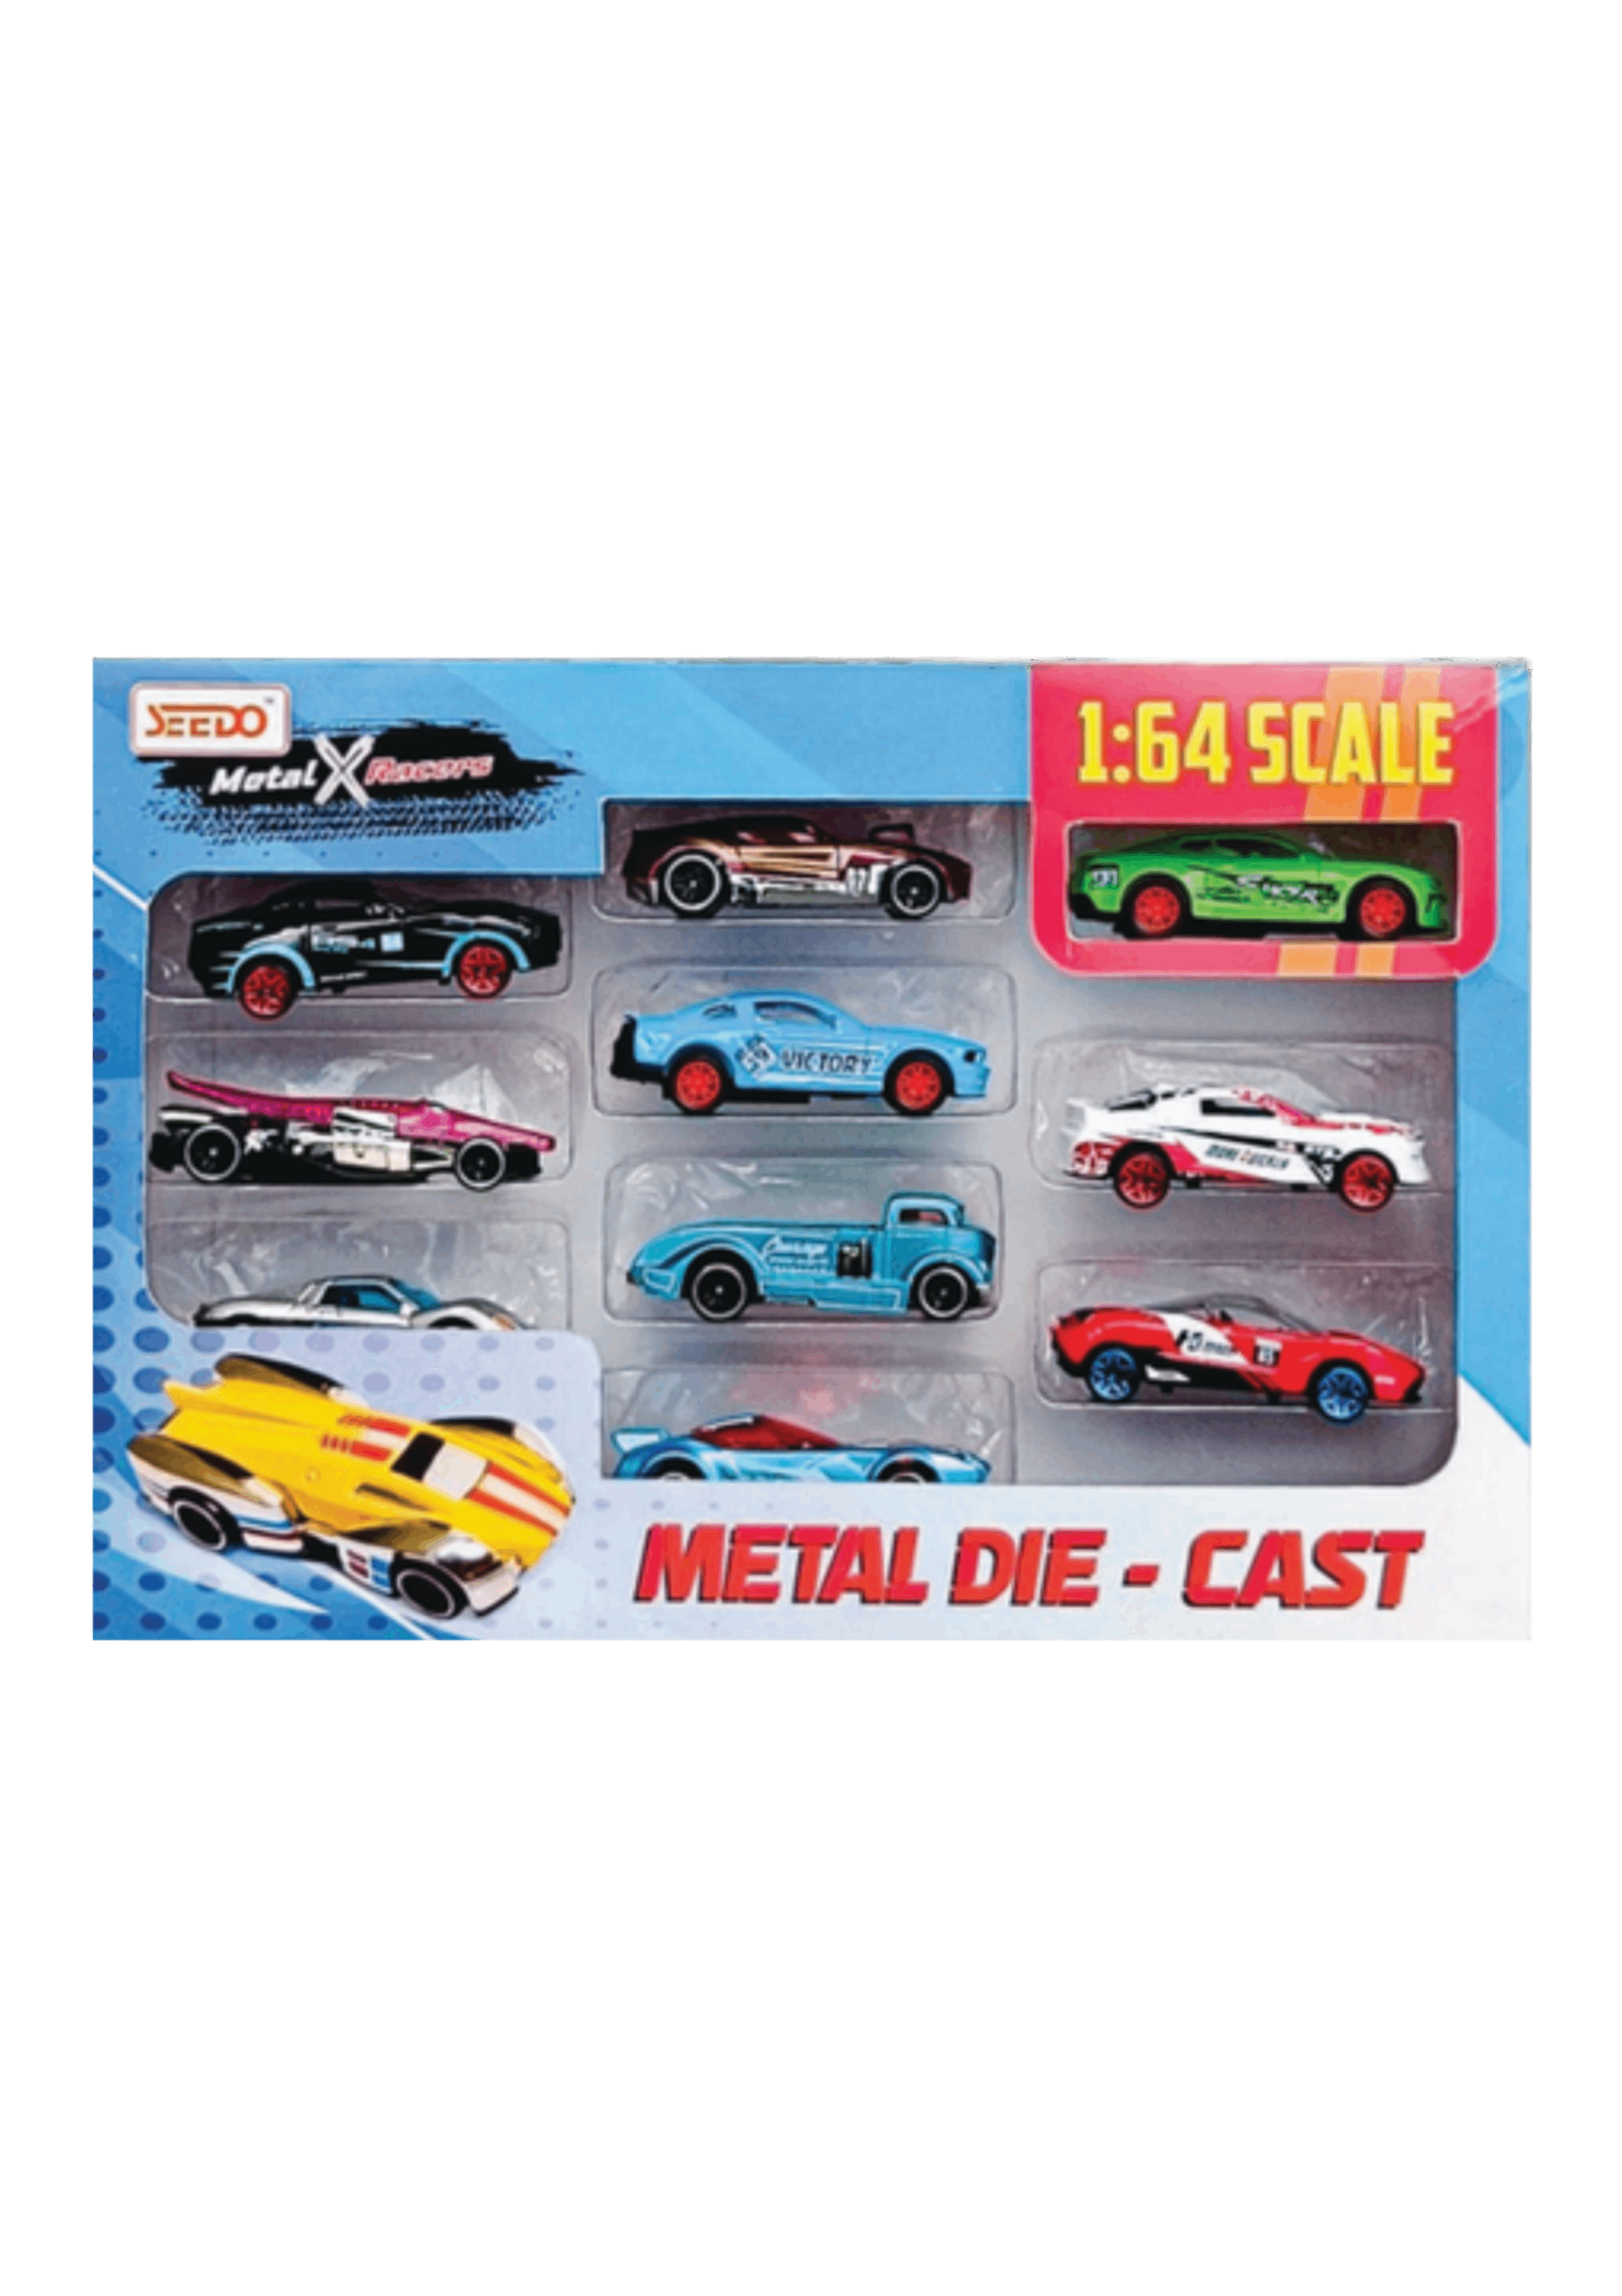 SEEDO
Metal X Racers
1:64 SCALE
VICTORY
METAL DIE - CAST